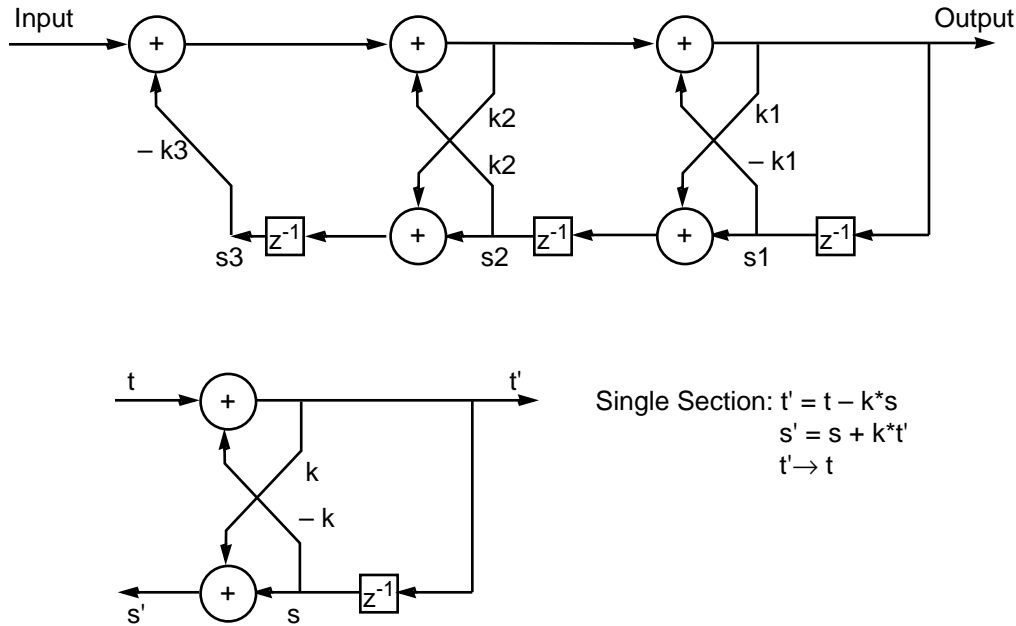 Input
Output
+
+
+
k2
k1
– k3
k2
– k1
+
+
z-1
z-1
z-1
s3
s2
s1
t
t'
+
Single Section: t' = t – k*s
s' = s + k*t'
t'→ t
k
– k
+
z-1
s'
s